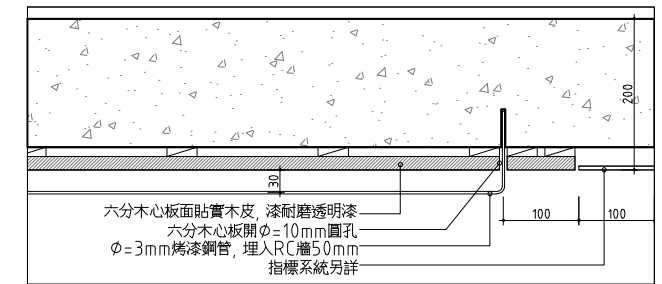 200
30
六分木心板面貼實木皮, 漆耐磨透明漆
六分木心板開Φ=10mm圓孔
100
100
Φ=3mm烤漆鋼管, 埋入RC牆50mm
指標系統另詳